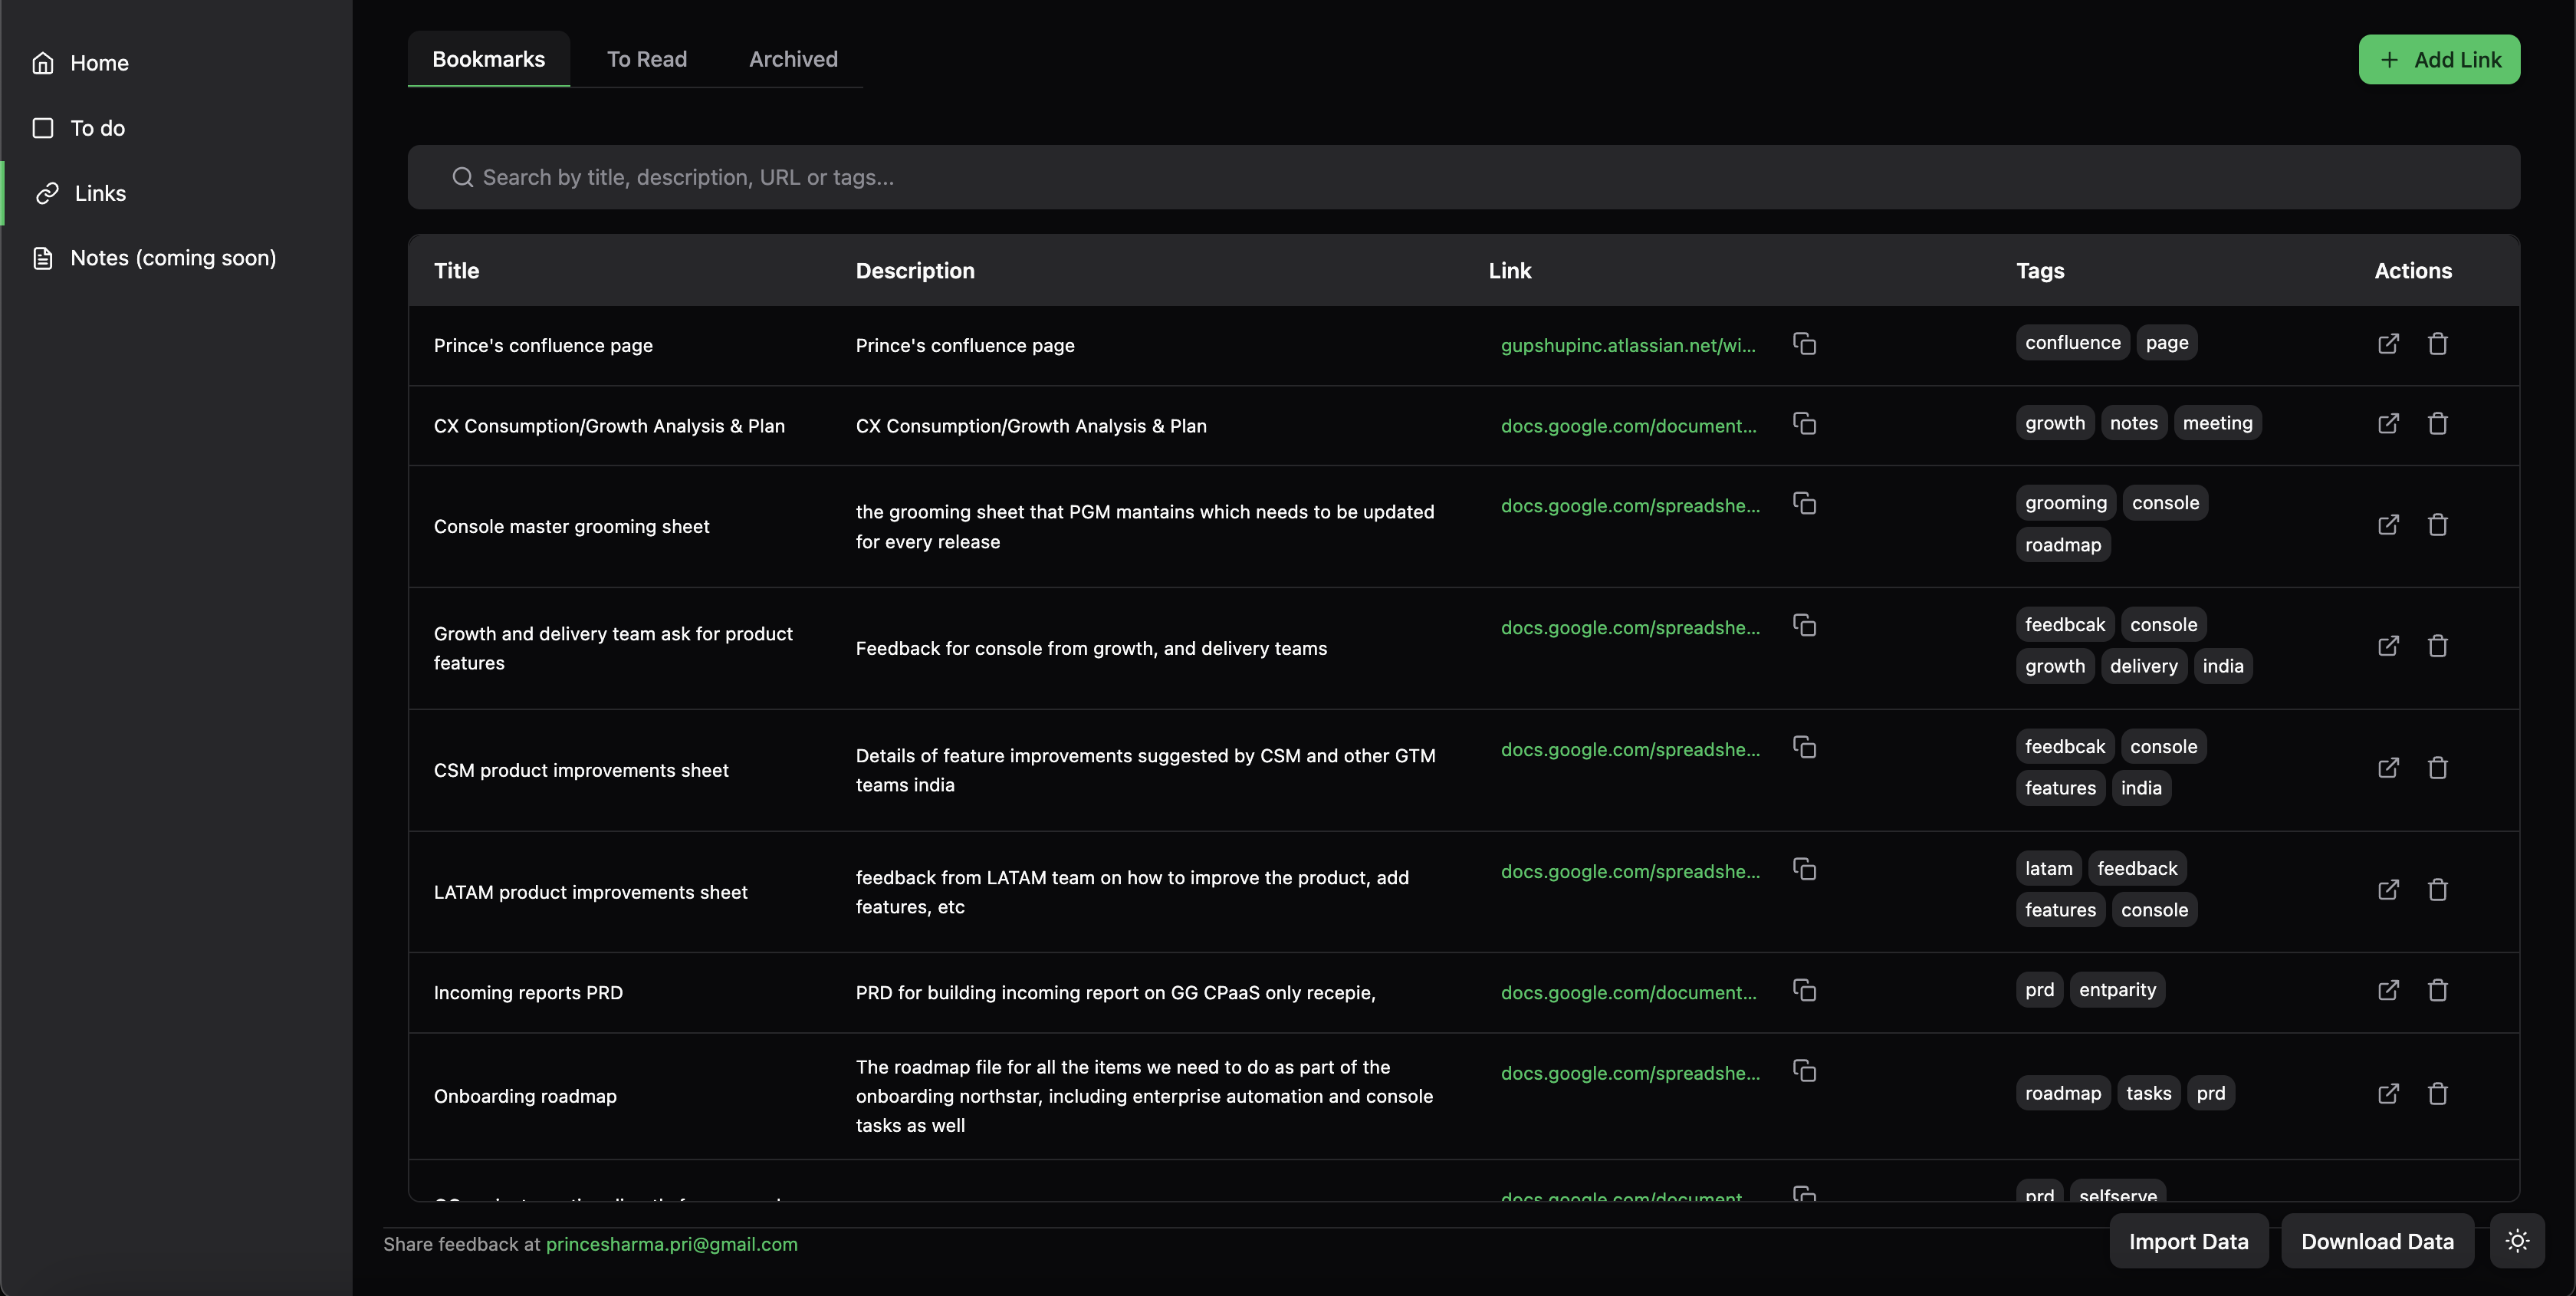 Home
To do
Links
Notes (coming soon)
Bookmarks To Read Archived
+ Add Link
Search by title, description, URL or tags...
Title Description Link Tags Actions
Prince's confluence page Prince's confluence page gupshupinc.atlassian.net/wi... confluence page
CX Consumption/Growth Analysis & Plan CX Consumption/Growth Analysis & Plan docs.google.com/document... growth notes meeting
Console master grooming sheet
the grooming sheet that PGM mantains which needs to be updated
for every release
docs.google.com/spreadshe...
grooming console
roadmap
Growth and delivery team ask for product
features
Feedback for console from growth, and delivery teams
docs.google.com/spreadshe...
feedbcak console
growth delivery india
CSM product improvements sheet
Details of feature improvements suggested by CSM and other GTM
teams india
docs.google.com/spreadshe...
feedbcak console
features india
LATAM product improvements sheet
feedback from LATAM team on how to improve the product, add
features, etc
docs.google.com/spreadshe...
latam feedback
features console
Incoming reports PRD PRD for building incoming report on GG CPaaS only recepie, docs.google.com/document... prd entparity
Onboarding roadmap
The roadmap file for all the items we need to do as part of the
onboarding northstar, including enterprise automation and console
tasks as well
docs.google.com/spreadshe...
roadmap tasks prd
docs.google.com/document... prd selfserve
Share feedback at princesharma.pri@gmail.com
Import Data Download Data